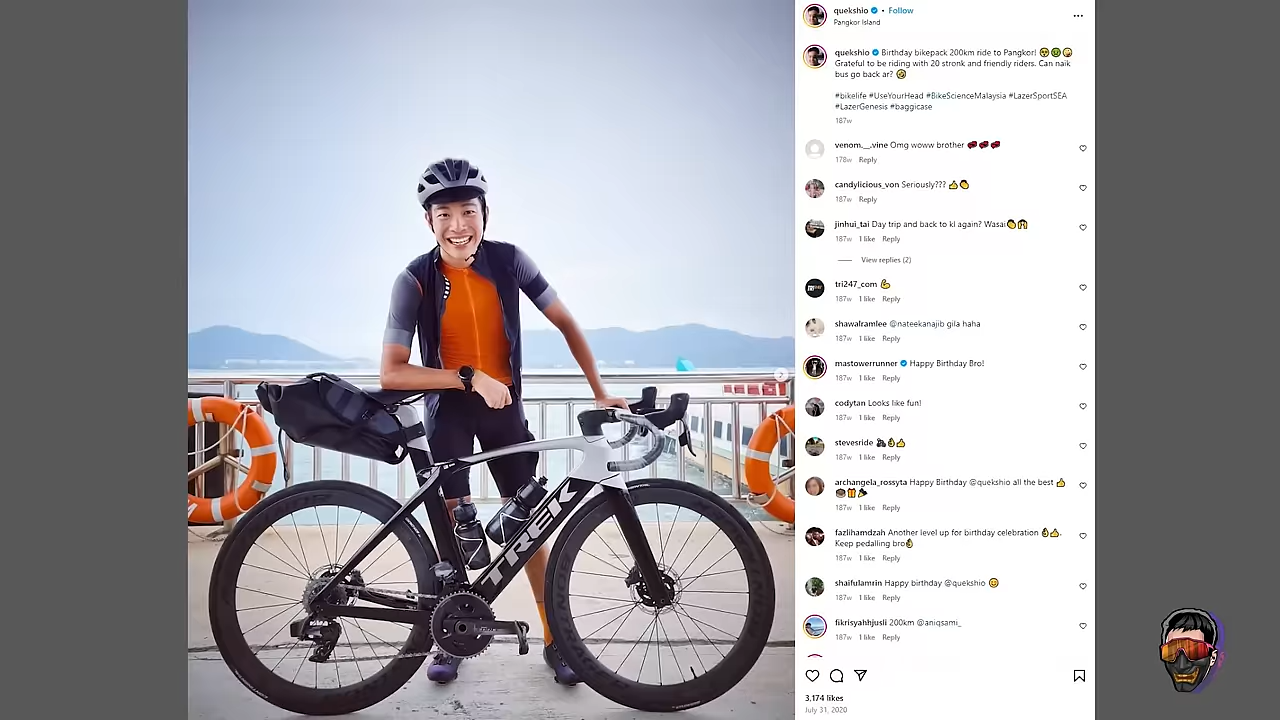 quekshio • Follow
Pangkor Island
quekshio Birthday bikepack 200km ride to Pangkor!
Grateful to be riding with 20 stronk and friendly riders. Can naik
bus go back ar?
#bikelife #UseYourHead #BikeScienceMalaysia #LazerSportSEA
#LazerGenesis #baggicase
187w
venom.__.vine Omg woww brother
178w Reply
candylicious_von Seriously???
187w Reply
jinhui_tai Day trip and back to kl again? Wasai
187w 1 like Reply
View replies (2)
tri247_com
187w 1 like Reply
shawalramlee @nateekanajib gila haha
187w 1 like Reply
mastowerrunner Happy Birthday Bro!
187w 1 like Reply
codytan Looks like fun!
187w 1 like Reply
stevesride
187w 1 like Reply
archangela_rossyta Happy Birthday @quekshio all the best
187w 1 like Reply
fazlihamdzah Another level up for birthday celebration .
Keep pedalling bro
187w 1 like Reply
shaifulamrin Happy birthday @quekshio
187w 1 like Reply
fikrisyahhjusli 200km @aniqsami_
187w 1 like Reply
3,174 likes
July 31, 2020
TREK